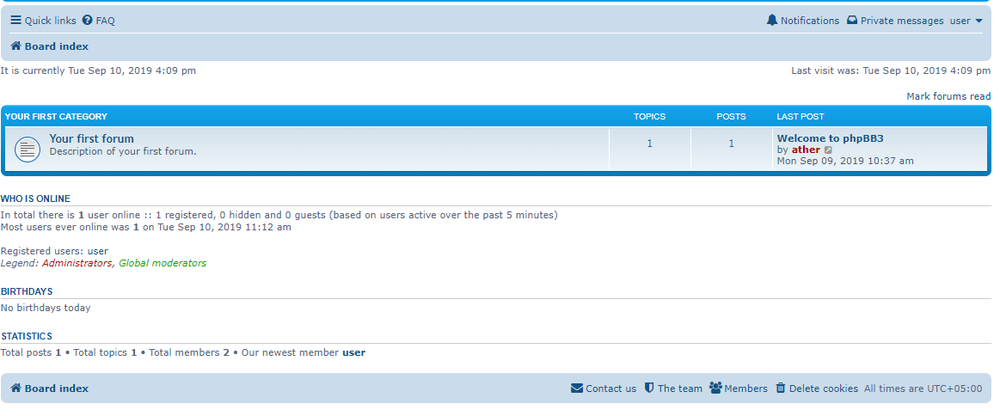 Quick links FAQ Notifications Private messages user
Board index
It is currently Tue Sep 10, 2019 4:09 pm Last visit was: Tue Sep 10, 2019 4:09 pm
Mark forums read
YOUR FIRST CATEGORY TOPICS POSTS LAST POST
Your first forum 1 1 Welcome to phpBB3
Description of your first forum. by ather
Mon Sep 09, 2019 10:37 am
WHO IS ONLINE
In total there is 1 user online :: 1 registered, 0 hidden and 0 guests (based on users active over the past 5 minutes)
Most users ever online was 1 on Tue Sep 10, 2019 11:12 am
Registered users: user
Legend: Administrators, Global moderators
BIRTHDAYS
No birthdays today
STATISTICS
Total posts 1 • Total topics 1 • Total members 2 • Our newest member user
Board index Contact us The team Members Delete cookies All times are UTC+05:00